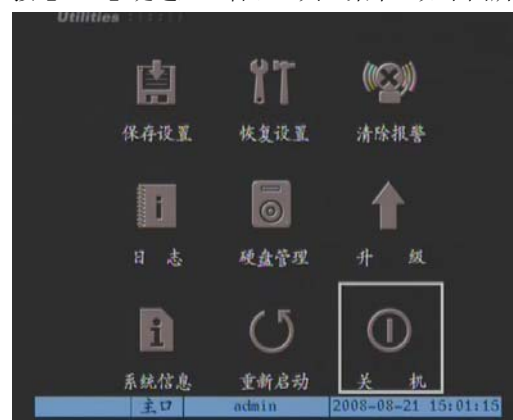 Utilities
保存设置 恢复设置 清除报警
日 志 硬盘管理 升 级
系统信息 重新启动 关 机
主口 admin 2008-08-21 15:01:15